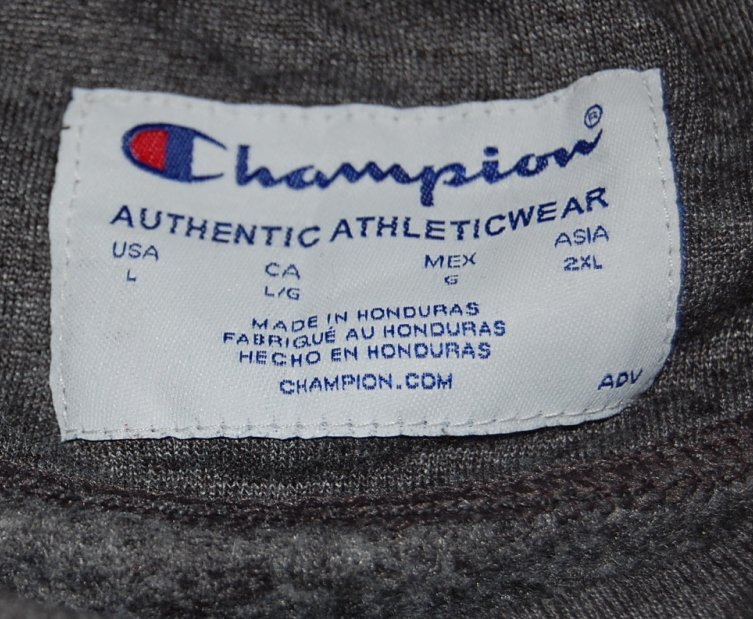 Champion®
AUTHENTIC ATHLETICWEAR
USA CA MEX ASIA
L L/G G 2XL
MADE IN HONDURAS
FABRIQUÉ AU HONDURAS
HECHO EN HONDURAS
CHAMPION.COM
ADV